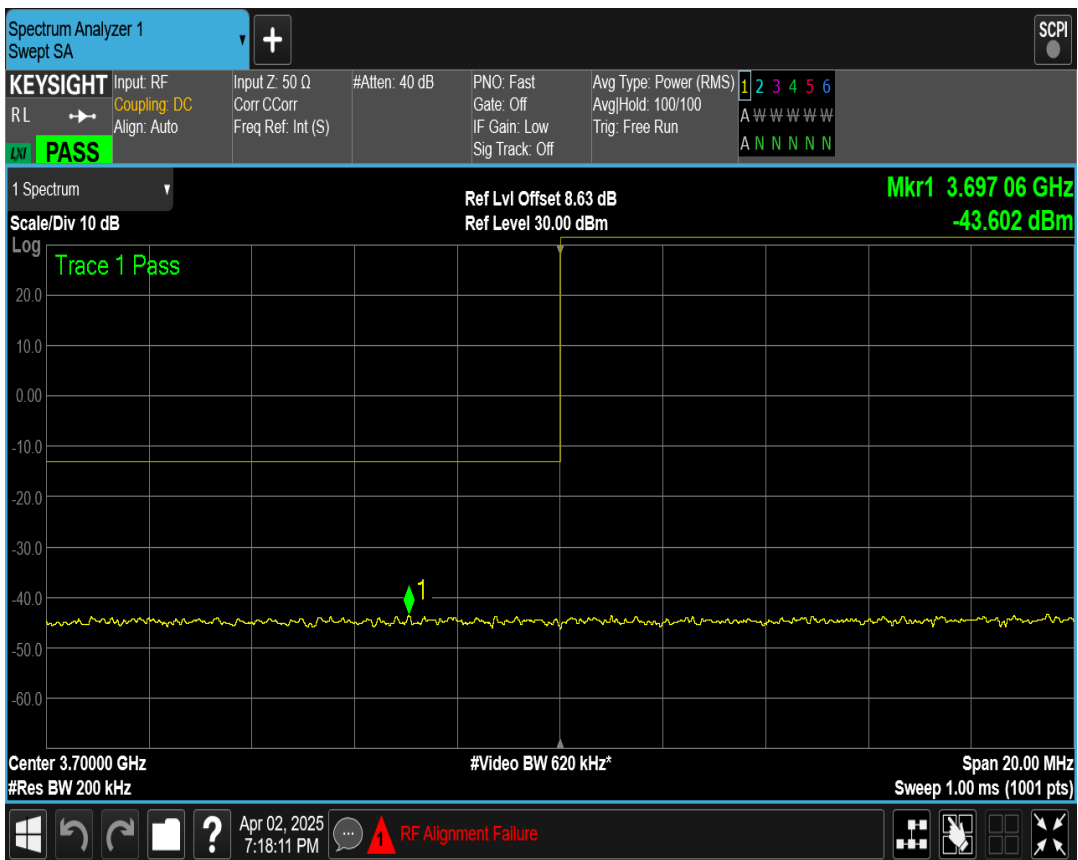 Spectrum Analyzer 1
Swept SA
+
SCPI
KEYSIGHT
RL
LXI PASS
Input: RF
Coupling: DC
Align: Auto
Input Z: 50 Ω
Corr CCorr
Freq Ref: Int (S)
#Atten: 40 dB
PNO: Fast
Gate: Off
IF Gain: Low
Sig Track: Off
Avg Type: Power (RMS)
Avg|Hold: 100/100
Trig: Free Run
1 2 3 4 5 6
A W W W W W
A N N N N N
1 Spectrum
Scale/Div 10 dB
Ref Lvl Offset 8.63 dB
Ref Level 30.00 dBm
Mkr1 3.697 06 GHz
-43.602 dBm
Log
Trace 1 Pass
20.0
10.0
0.00
-10.0
-20.0
-30.0
1
-40.0
-50.0
-60.0
Center 3.70000 GHz
#Res BW 200 kHz
#Video BW 620 kHz*
Span 20.00 MHz
Sweep 1.00 ms (1001 pts)
?
Apr 02, 2025
7:18:11 PM
1
RF Alignment Failure